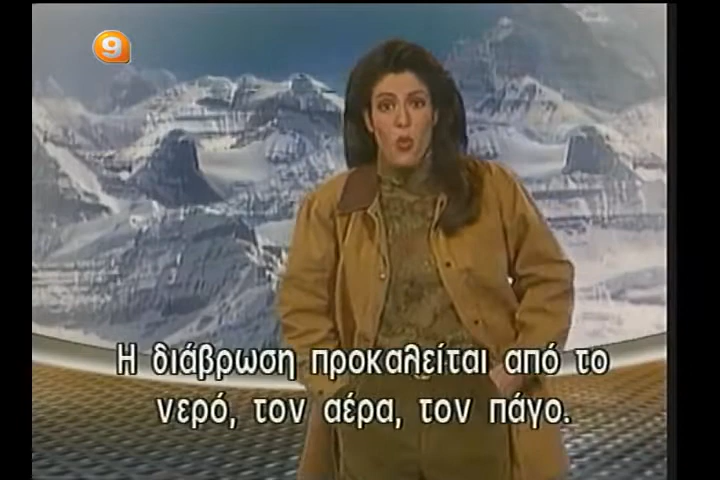 9
Η διάβρωση προκαλείται από το
νερό, τον αέρα, τον πάγο.